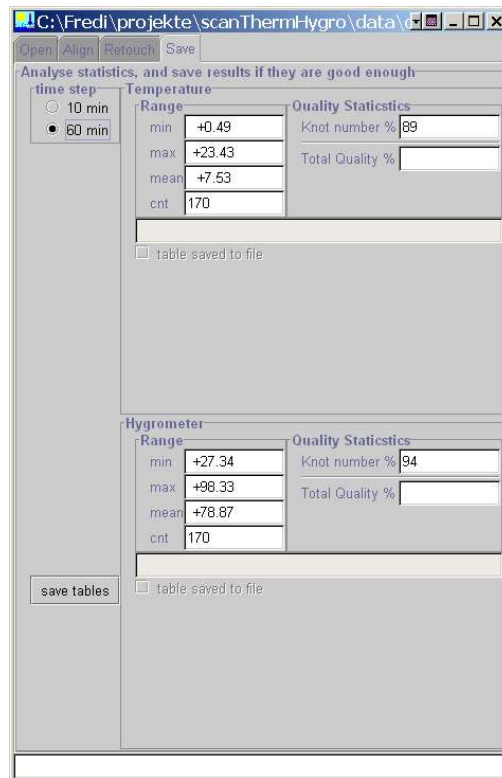 C:\Fredi\projekte\scanThermHygro\data\
Open Align Retouch Save
Analyse statistics, and save results if they are good enough
time step
10 min
60 min
Temperature
Range
min +0.49
max +23.43
mean +7.53
cnt 170
Quality Staticstics
Knot number % 89
Total Quality %
table saved to file
Hygrometer
Range
min +27.34
max +98.33
mean +78.87
cnt 170
Quality Staticstics
Knot number % 94
Total Quality %
table saved to file
save tables